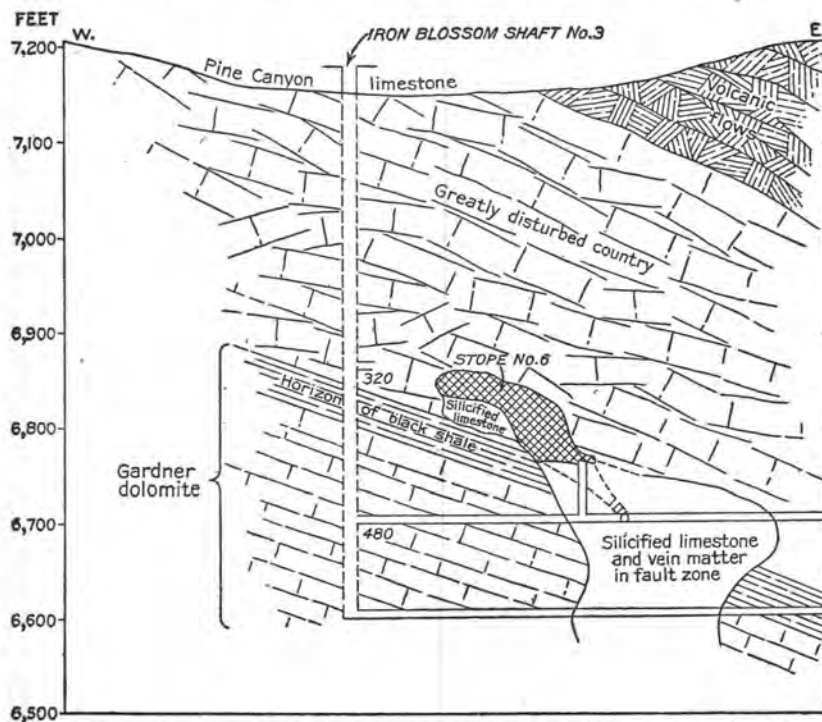 FEET
7,200
W.
IRON BLOSSOM SHAFT No.3
E
Pine Canyon limestone
Volcanic
flows
7,100
Greatly disturbed country
7,000
6,900
STOPE No.6
320
Horizon of black shale
Silicified
limestone
6,800
Gardner
dolomite
6,700
480
Silicified limestone
and vein matter
in fault zone
6,600
6,500